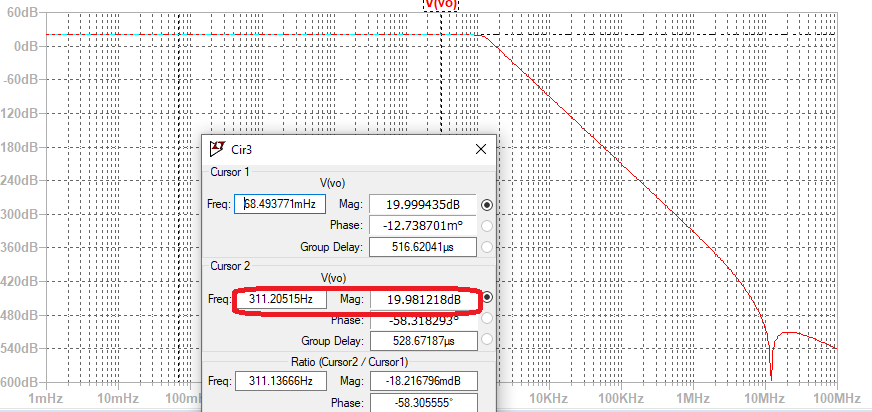 V(vo)
60dB
0dB
-60dB
120dB
180dB
240dB
300dB
360dB
420dB
480dB
540dB
600dB
1mHz 10mHz 100m 10KHz 100KHz 1MHz 10MHz 100MHz
Cir3
Cursor 1
V(vo)
Freq: 68.493771mHz Mag: 19.999435dB
Phase: -12.738701m°
Group Delay: 516.62041µs
Cursor 2
V(vo)
Freq: 311.20515Hz Mag: 19.981218dB
Phase: -58.318293°
Group Delay: 528.67187µs
Ratio (Cursor2 / Cursor1)
Freq: 311.13666Hz Mag: -18.216796mdB
Phase: -58.305555°